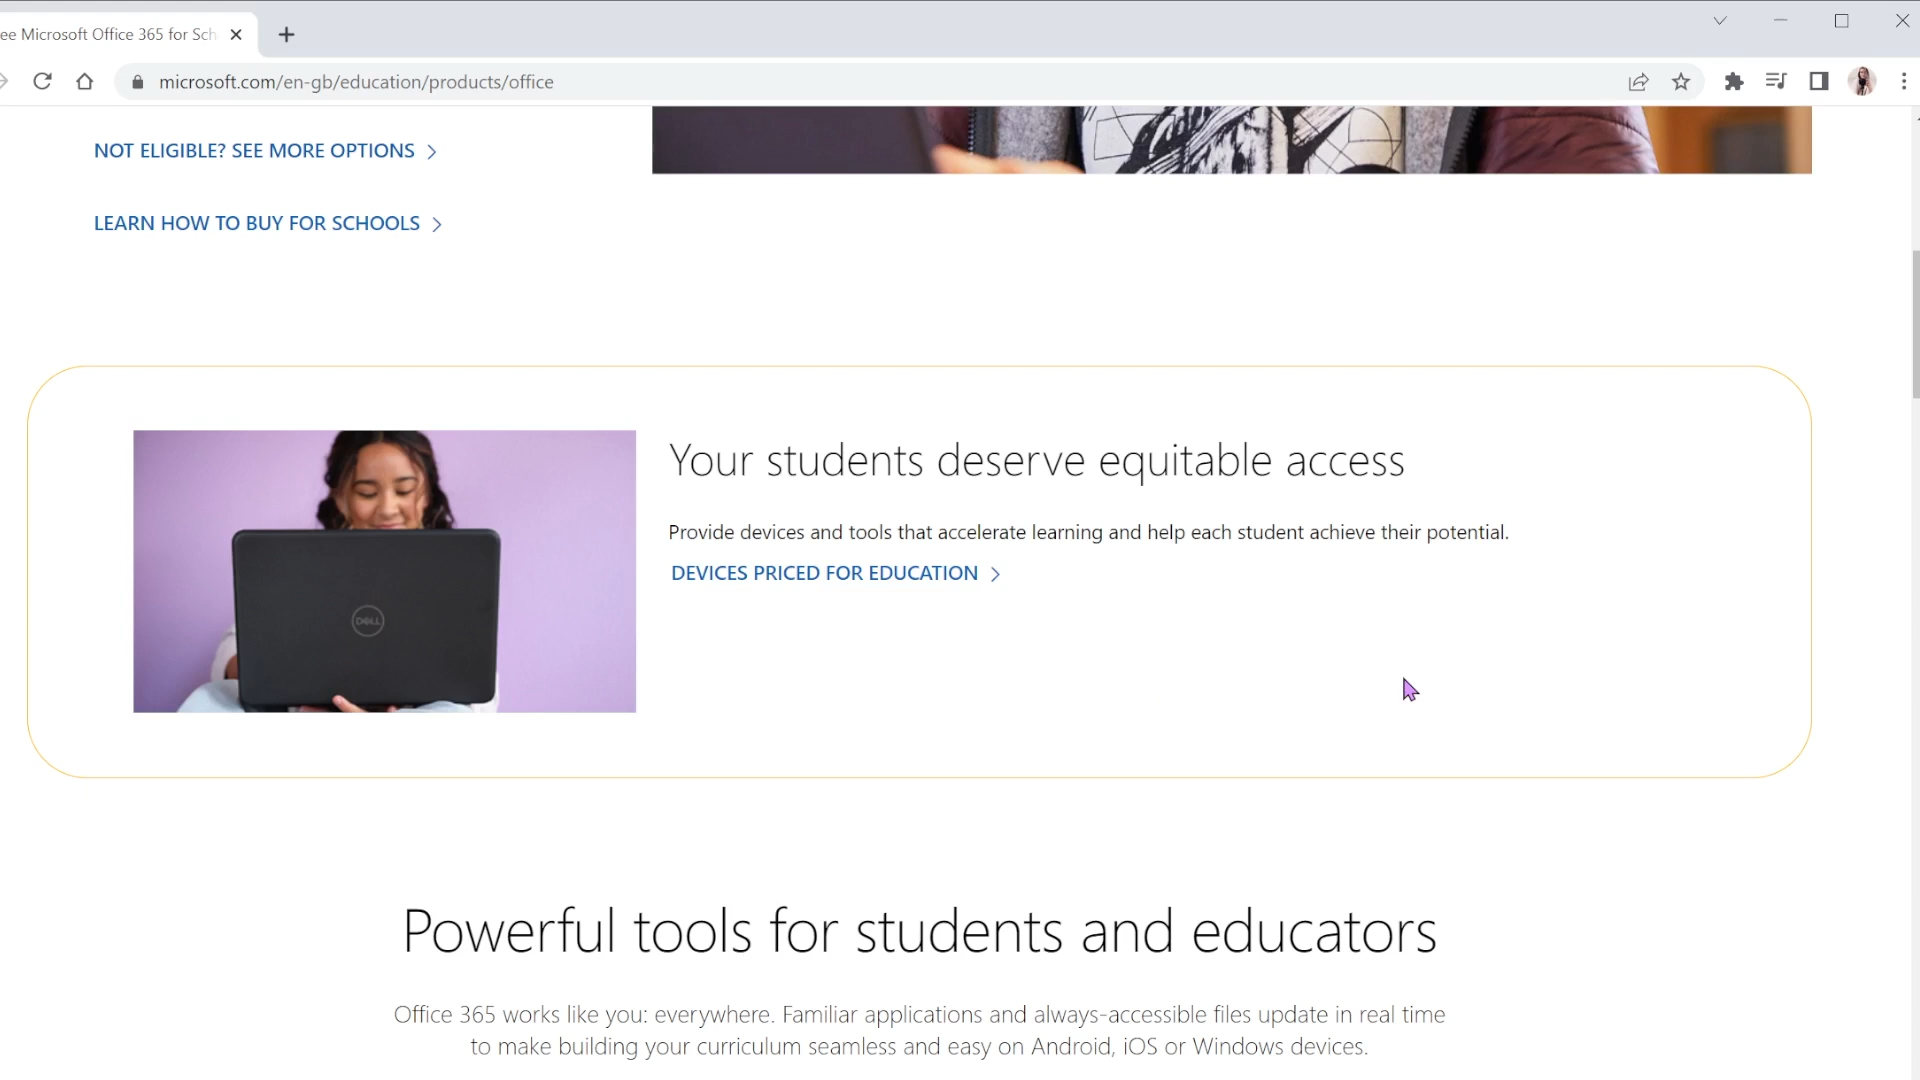 ee Microsoft Office 365 for Sch
microsoft.com/en-gb/education/products/office
NOT ELIGIBLE? SEE MORE OPTIONS
LEARN HOW TO BUY FOR SCHOOLS
DELL
Your students deserve equitable access
Provide devices and tools that accelerate learning and help each student achieve their potential.
DEVICES PRICED FOR EDUCATION
Powerful tools for students and educators
Office 365 works like you: everywhere. Familiar applications and always-accessible files update in real time
to make building your curriculum seamless and easy on Android, iOS or Windows devices.